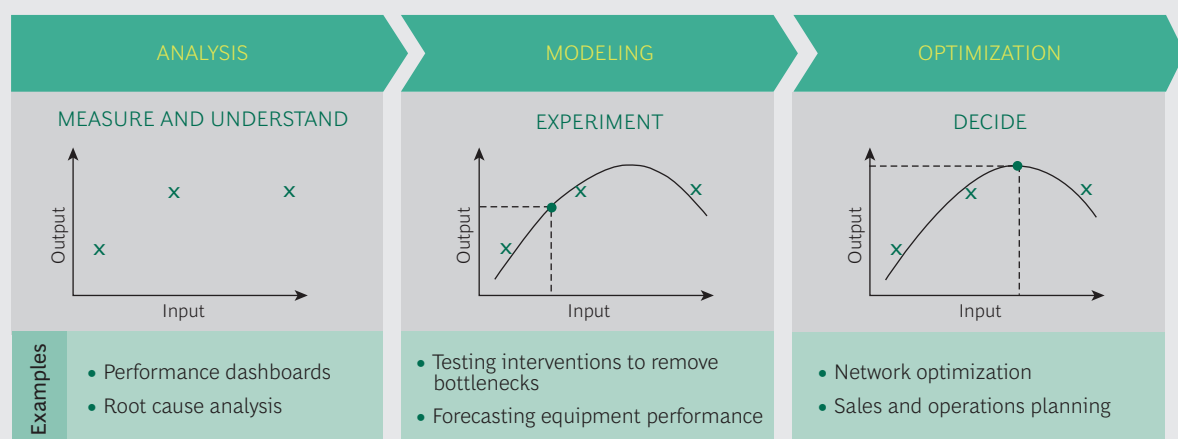 ANALYSIS
MODELING
OPTIMIZATION
MEASURE AND UNDERSTAND
Output
x
x
x
Input
EXPERIMENT
Output
x
x
x
Input
DECIDE
Output
x
x
x
Input
Examples
• Performance dashboards
• Root cause analysis
• Testing interventions to remove
bottlenecks
• Forecasting equipment performance
• Network optimization
• Sales and operations planning